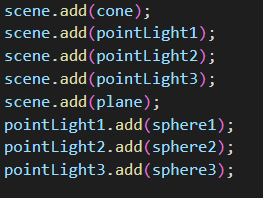 scene.add(cone);
scene.add(pointLight1);
scene.add(pointLight2);
scene.add(pointLight3);
scene.add(plane);
pointLight1.add(sphere1);
pointLight2.add(sphere2);
pointLight3.add(sphere3);